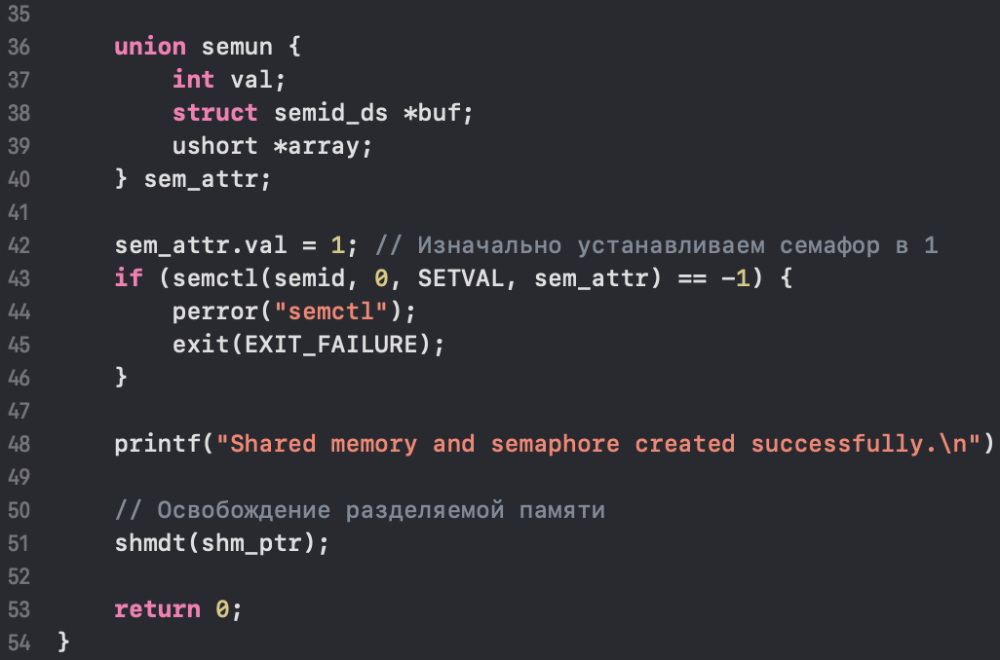 35
36 union semun {
37 int val;
38 struct semid_ds *buf;
39 ushort *array;
40 } sem_attr;
41
42 sem_attr.val = 1; // Изначально устанавливаем семафор в 1
43 if (semctl(semid, 0, SETVAL, sem_attr) == -1) {
44 perror("semctl");
45 exit(EXIT_FAILURE);
46 }
47
48 printf("Shared memory and semaphore created successfully.\n")
49
50 // Освобождение разделяемой памяти
51 shmdt(shm_ptr);
52
53 return 0;
54 }